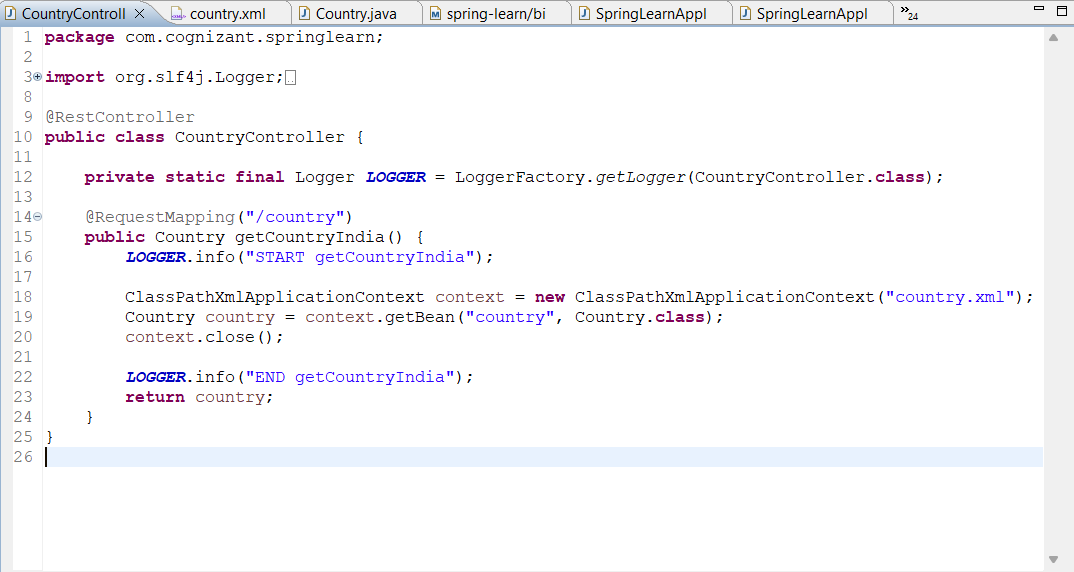 CountryControll country.xml Country.java spring-learn/bi SpringLearnAppl SpringLearnAppl »24
1 package com.cognizant.springlearn;
2
3 import org.slf4j.Logger;
8
9 @RestController
10 public class CountryController {
11
12 private static final Logger LOGGER = LoggerFactory.getLogger(CountryController.class);
13
14 @RequestMapping("/country")
15 public Country getCountryIndia() {
16 LOGGER.info("START getCountryIndia");
17
18 ClassPathXmlApplicationContext context = new ClassPathXmlApplicationContext("country.xml");
19 Country country = context.getBean("country", Country.class);
20 context.close();
21
22 LOGGER.info("END getCountryIndia");
23 return country;
24 }
25 }
26